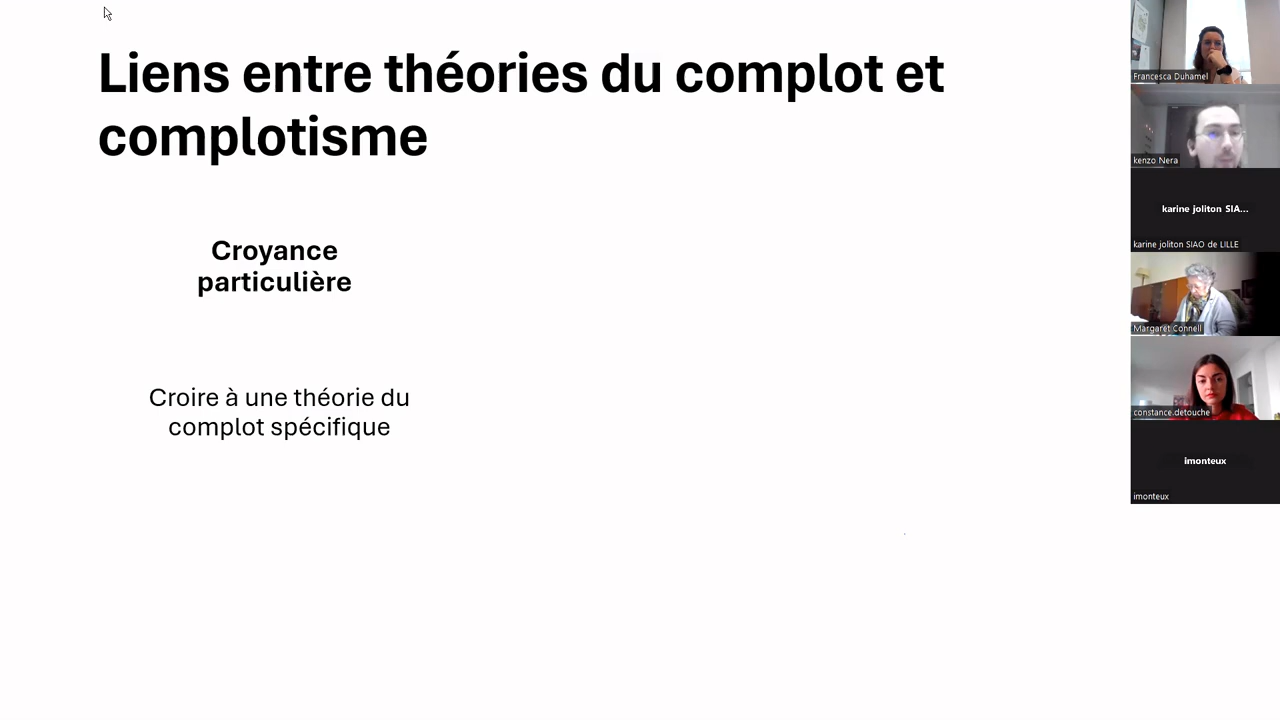 Liens entre théories du complot et
complotisme
Croyance
particulière
Croire à une théorie du
complot spécifique
Francesca Duhamel
kenzo Nera
karine joliton SIA...
karine joliton SIAO de LILLE
Margaret Connell
constance.detouche
imonteux
imonteux